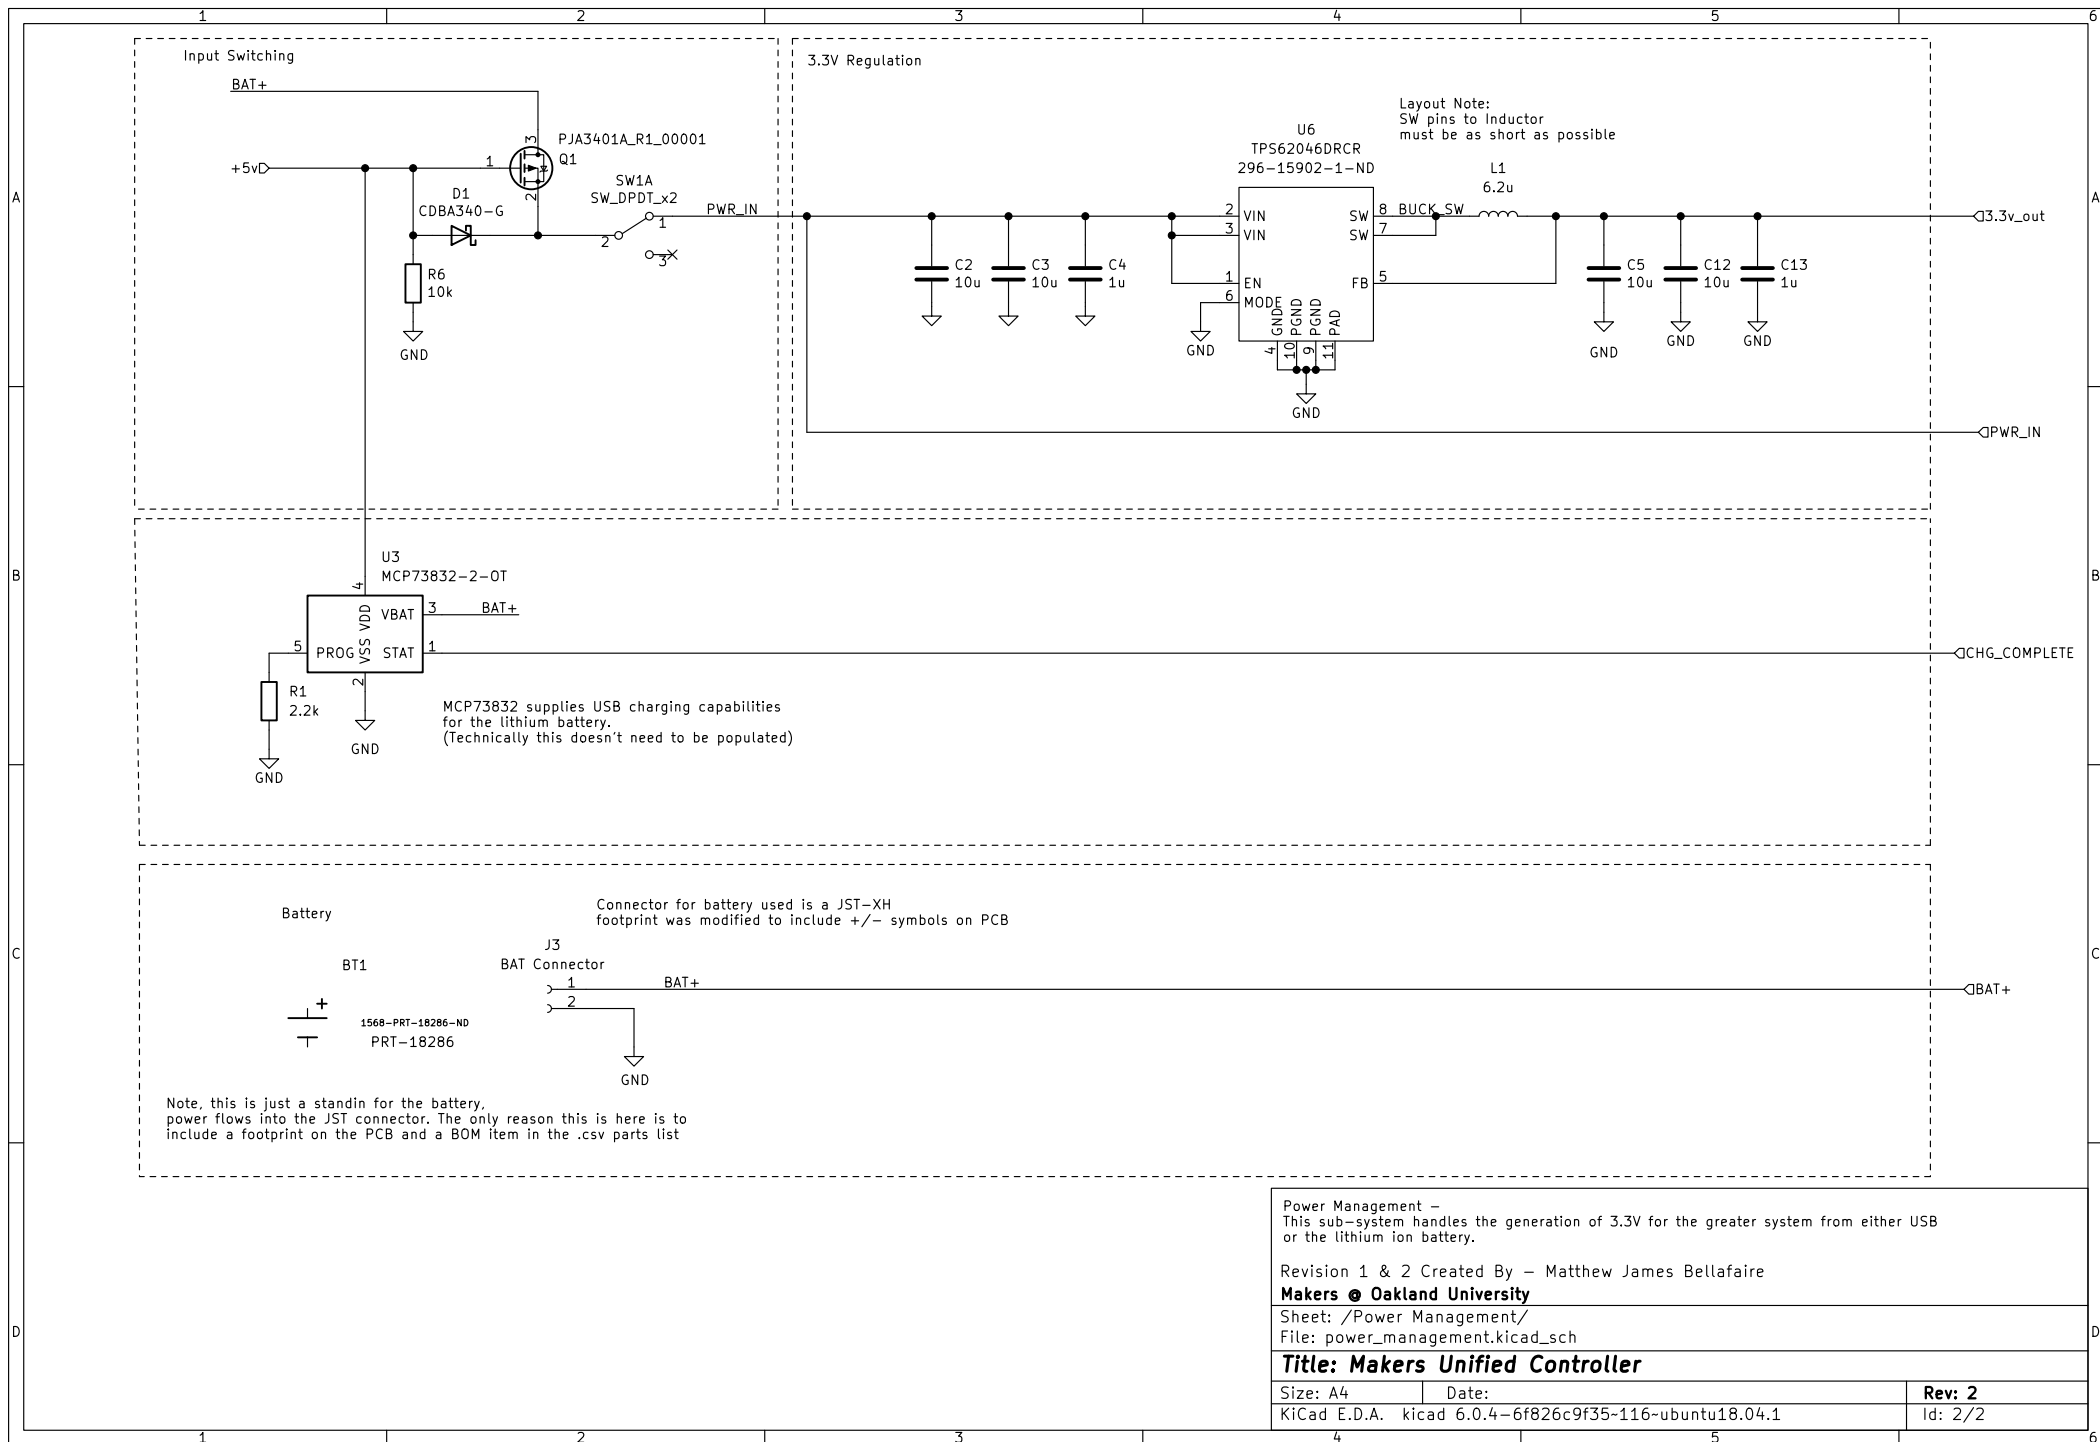 1 2 3 4 5 6
Input Switching
BAT+
3
PJA3401A_R1_00001
Q1
+5v
1
2
D1
CDBA340-G
SW1A
SW_DPDT_x2
PWR_IN
1
2
3
R6
10k
GND
3.3V Regulation
Layout Note:
SW pins to Inductor
must be as short as possible
U6
TPS62046DRCR
296-15902-1-ND
L1
6.2u
2 VIN
3 VIN
1 EN
6 MODE
SW 8 BUCK_SW
SW 7
FB 5
GND PGND PGND PAD
4 10 9 11
GND
GND
C2
10u
C3
10u
C4
1u
C5
10u
C12
10u
C13
1u
GND
GND
GND
3.3v_out
PWR_IN
A
A
B
B
U3
MCP73832-2-OT
4
VDD
VBAT 3 BAT+
5 PROG
VSS
STAT 1
2
CHG_COMPLETE
R1
2.2k
GND
GND
MCP73832 supplies USB charging capabilities
for the lithium battery.
(Technically this doesn't need to be populated)
Battery
Connector for battery used is a JST-XH
footprint was modified to include +/- symbols on PCB
C
C
BT1
+
1568-PRT-18286-ND
PRT-18286
J3
BAT Connector
1
2
BAT+
GND
BAT+
Note, this is just a standin for the battery,
power flows into the JST connector. The only reason this is here is to
include a footprint on the PCB and a BOM item in the .csv parts list
Power Management -
This sub-system handles the generation of 3.3V for the greater system from either USB
or the lithium ion battery.
Revision 1 & 2 Created By - Matthew James Bellafaire
Makers @ Oakland University
Sheet: /Power Management/
File: power_management.kicad_sch
Title: Makers Unified Controller
Size: A4 Date: Rev: 2
KiCad E.D.A. kicad 6.0.4-6f826c9f35~116~ubuntu18.04.1 Id: 2/2
D
D
1 2 3 4 5 6